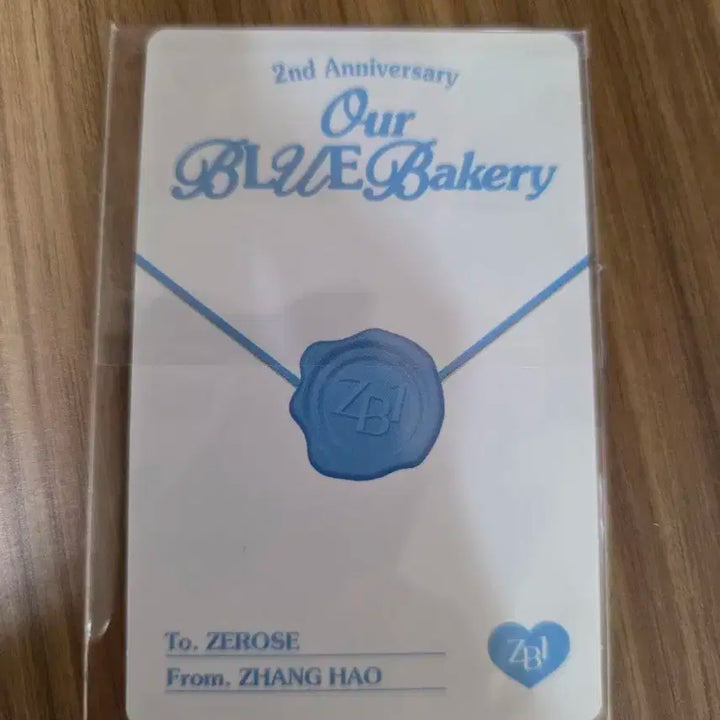 2nd Anniversary
Our
BLUE Bakery
ZB1
To. ZEROSE
From. ZHANG HAO
ZB1